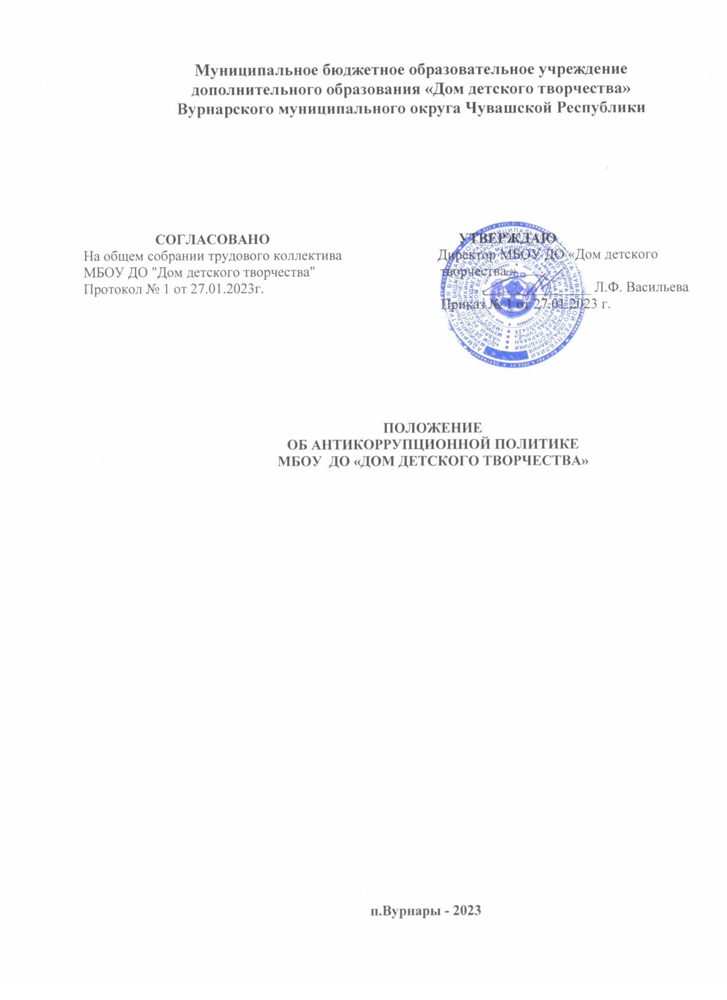 Муниципальное бюджетное образовательное учреждение
дополнительного образования «Дом детского творчества»
Вурнарского муниципального округа Чувашской Республики
СОГЛАСОВАНО
На общем собрании трудового коллектива
МБОУ ДО "Дом детского творчества"
Протокол № 1 от 27.01.2023г.
УТВЕРЖДАЮ
Директор МБОУ ДО «Дом детского
творчества »
Л.Ф. Васильева
Приказ № 1 от 27.01.2023 г.
ПОЛОЖЕНИЕ
ОБ АНТИКОРРУПЦИОННОЙ ПОЛИТИКЕ
МБОУ ДО «ДОМ ДЕТСКОГО ТВОРЧЕСТВА»
п.Вурнары - 2023